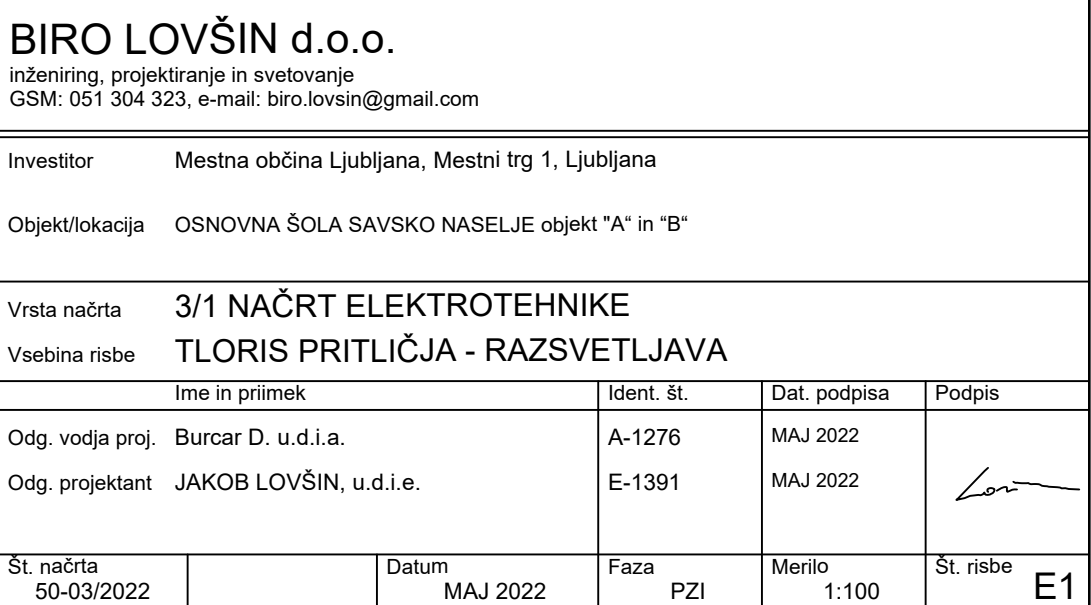 BIRO LOVŠIN d.o.o.
inženiring, projektiranje in svetovanje
GSM: 051 304 323, e-mail: biro.lovsin@gmail.com
Investitor Mestna občina Ljubljana, Mestni trg 1, Ljubljana
Objekt/lokacija OSNOVNA ŠOLA SAVSKO NASELJE objekt "A“ in “B“
Vrsta načrta 3/1 NAČRT ELEKTROTEHNIKE
Vsebina risbe TLORIS PRITLIČJA - RAZSVETLJAVA
Ime in priimek Ident. št. Dat. podpisa Podpis
Odg. vodja proj. Burcar D. u.d.i.a. A-1276 MAJ 2022
Odg. projektant JAKOB LOVŠIN, u.d.i.e. E-1391 MAJ 2022
Št. načrta Datum Faza Merilo Št. risbe
50-03/2022 MAJ 2022 PZI 1:100 E1